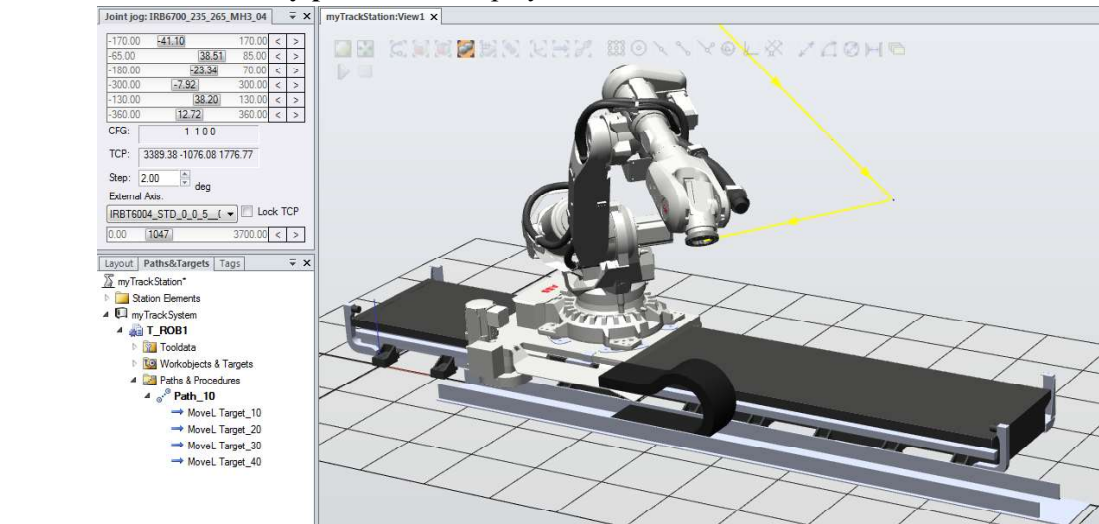 Joint jog: IRB6700_235_265_MH3_04
-170.00 -41.10 170.00 < >
-65.00 38.51 85.00 < >
-180.00 -23.34 70.00 < >
-300.00 -7.92 300.00 < >
-130.00 38.20 130.00 < >
-360.00 12.72 360.00 < >
CFG: 1 1 0 0
TCP: 3389.38 -1076.08 1776.77
Step: 2.00 deg
External Axis:
IRBT6004_STD_0_0_5__( Lock TCP
0.00 1047 3700.00 < >
Layout Paths&Targets Tags
myTrackStation*
Station Elements
myTrackSystem
T_ROB1
Tooldata
Workobjects & Targets
Paths & Procedures
Path_10
MoveL Target_10
MoveL Target_20
MoveL Target_30
MoveL Target_40
myTrackStation:View1 X